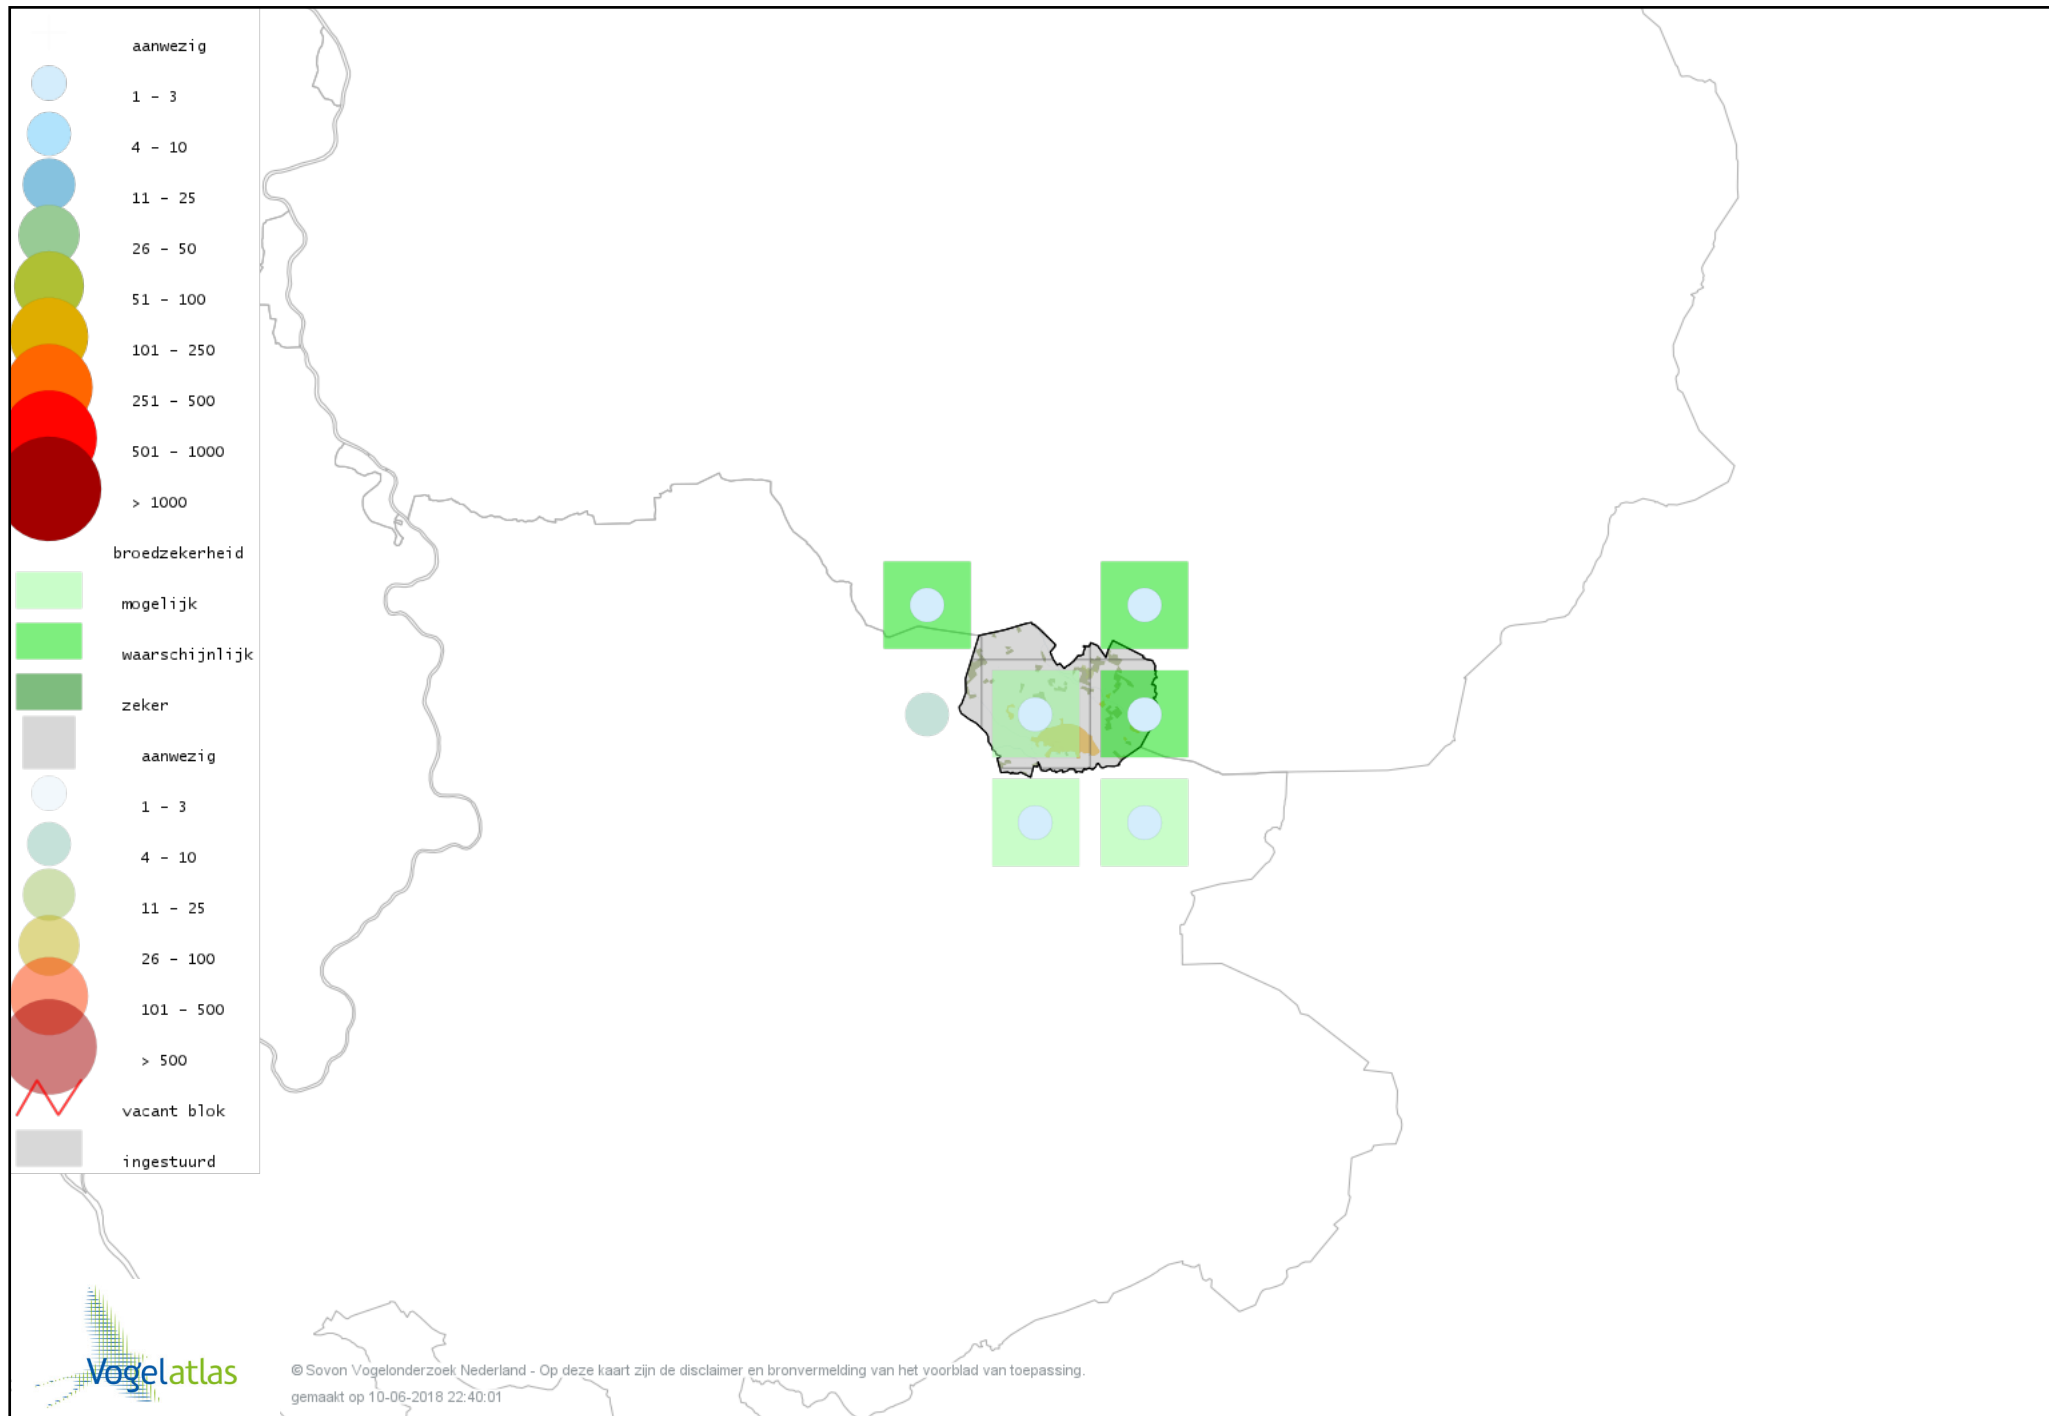 aanwezig
1 - 3
4 - 10
11 - 25
26 - 50
51 - 100
101 - 250
251 - 500
501 - 1000
> 1000
broedzekerheid
mogelijk
waarschijnlijk
zeker
aanwezig
1 - 3
4 - 10
11 - 25
26 - 100
101 - 500
> 500
vacant blok
ingestuurd
Vogelatlas
© Sovon Vogelonderzoek Nederland - Op deze kaart zijn de disclaimer en bronvermelding van het voorblad van toepassing.
gemaakt op 10-06-2018 22:40:01